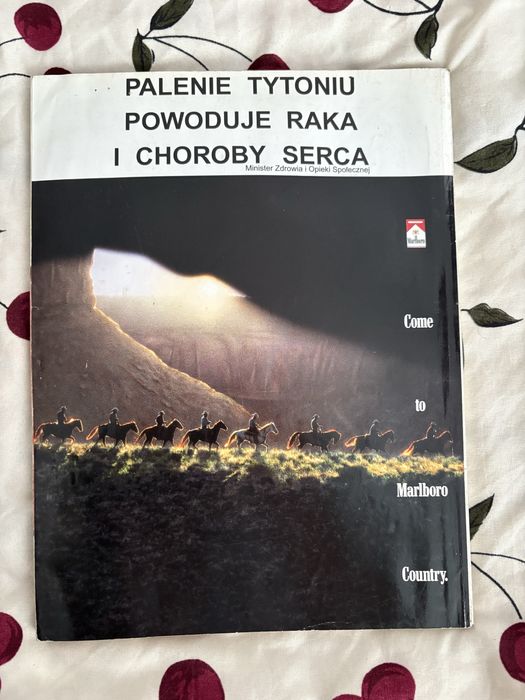 PALENIE TYTONIU
POWODUJE RAKA
I CHOROBY SERCA
Minister Zdrowia i Opieki Społecznej
Marlboro
Come
to
Marlboro
Country.